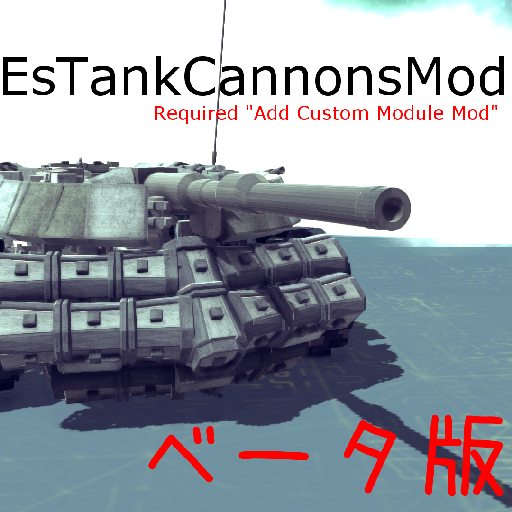 EsTankCannonsMod
Required "Add Custom Module Mod"
ベータ版